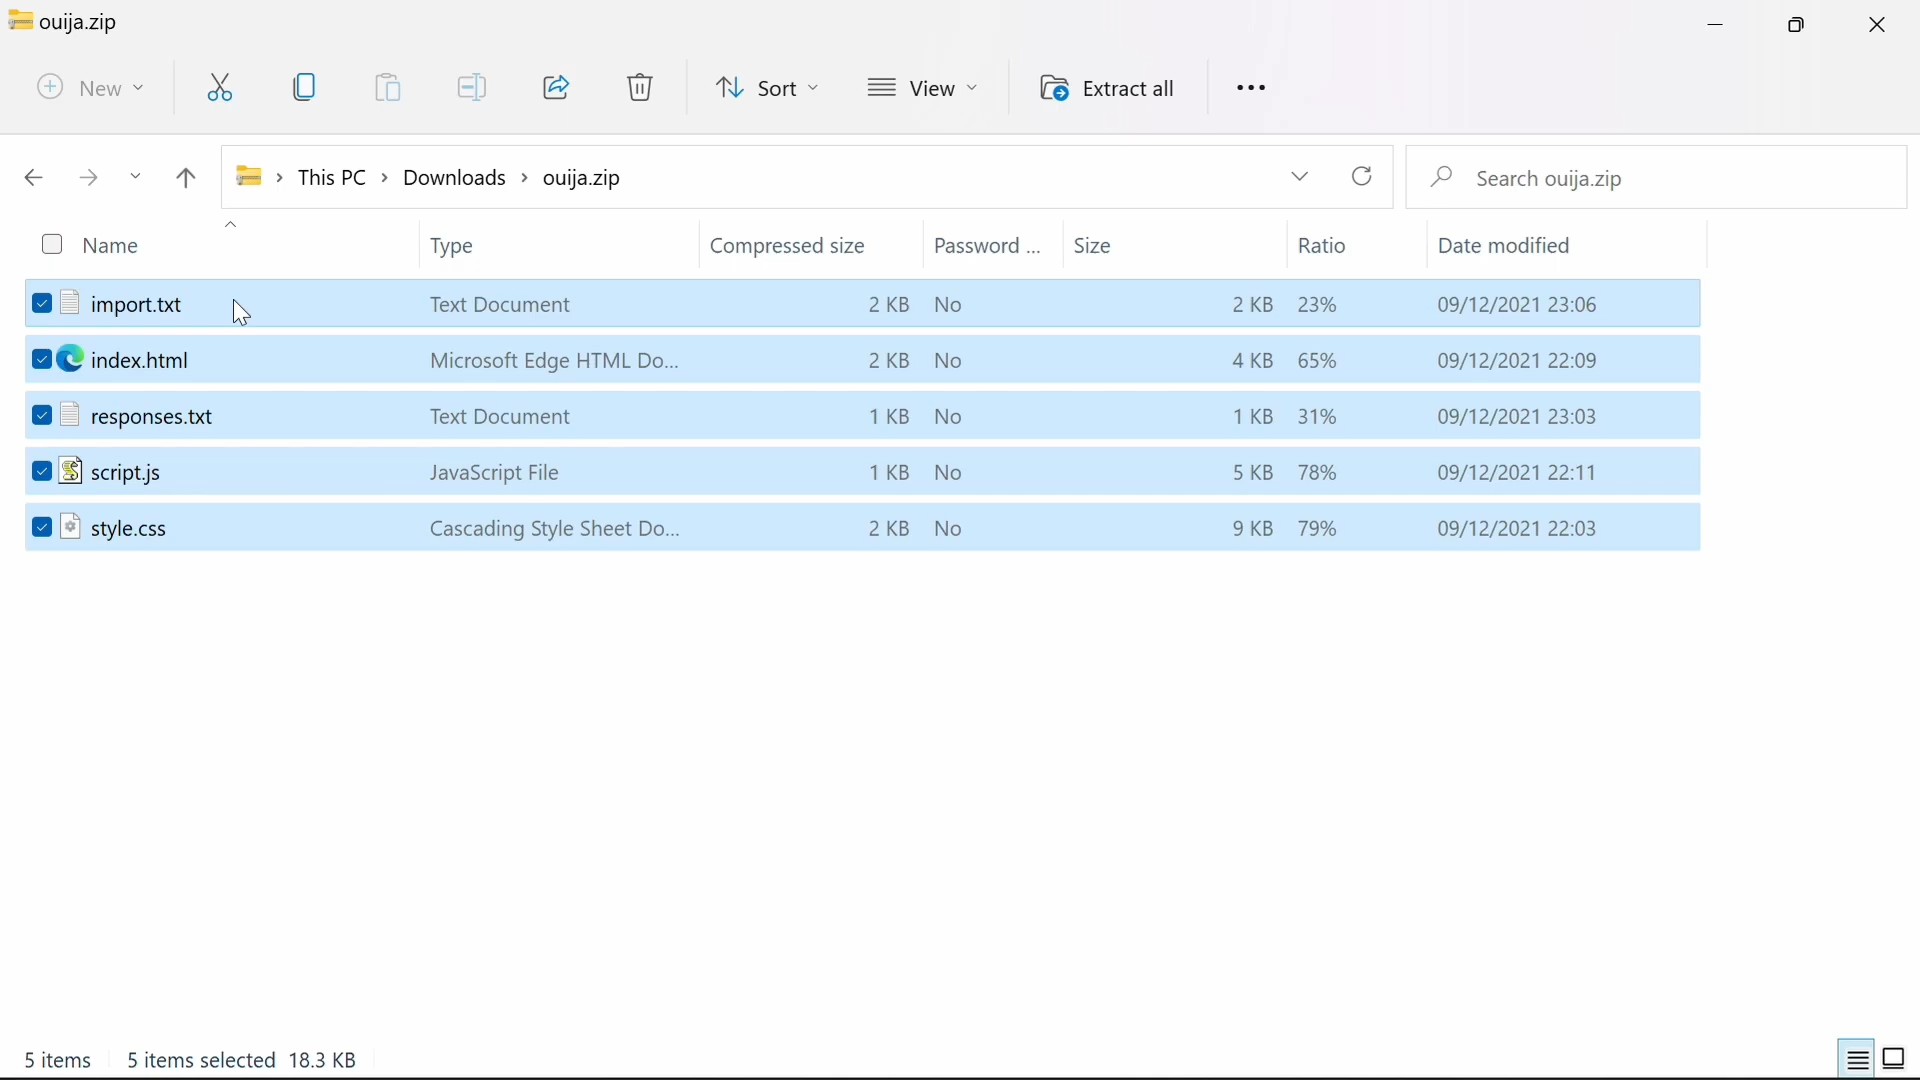 ouija.zip
New
Sort
View
Extract all
This PC > Downloads > ouija.zip
Search ouija.zip
Name Type Compressed size Password ... Size Ratio Date modified
import.txt Text Document 2 KB No 2 KB 23% 09/12/2021 23:06
index.html Microsoft Edge HTML Do... 2 KB No 4 KB 65% 09/12/2021 22:09
responses.txt Text Document 1 KB No 1 KB 31% 09/12/2021 23:03
script.js JavaScript File 1 KB No 5 KB 78% 09/12/2021 22:11
style.css Cascading Style Sheet Do... 2 KB No 9 KB 79% 09/12/2021 22:03
5 items 5 items selected 18.3 KB